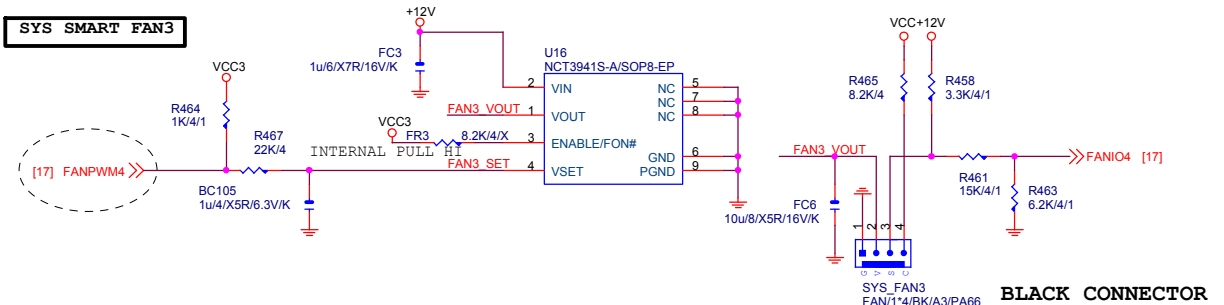 SYS SMART FAN3
+12V
FC3
1u/6/X7R/16V/K
U16
NCT3941S-A/SOP8-EP
2
VIN
1
VOUT
3
ENABLE/FON#
4
VSET
NC
5
NC
7
NC
8
GND
6
PGND
9
FAN3_VOUT
VCC3
FR3
8.2K/4/X
INTERNAL PULL HI
FAN3_SET
VCC3
R464
1K/4/1
R467
22K/4
[17] FANPWM4
BC105
1u/4/X5R/6.3V/K
VCC
+12V
R465
8.2K/4
R458
3.3K/4/1
FAN3_VOUT
FC6
10u/8/X5R/16V/K
R461
15K/4/1
R463
6.2K/4/1
FANIO4 [17]
1
2
3
4
G
V
S
C
SYS_FAN3
FAN/1*4/BK/A3/PA66
BLACK CONNECTOR